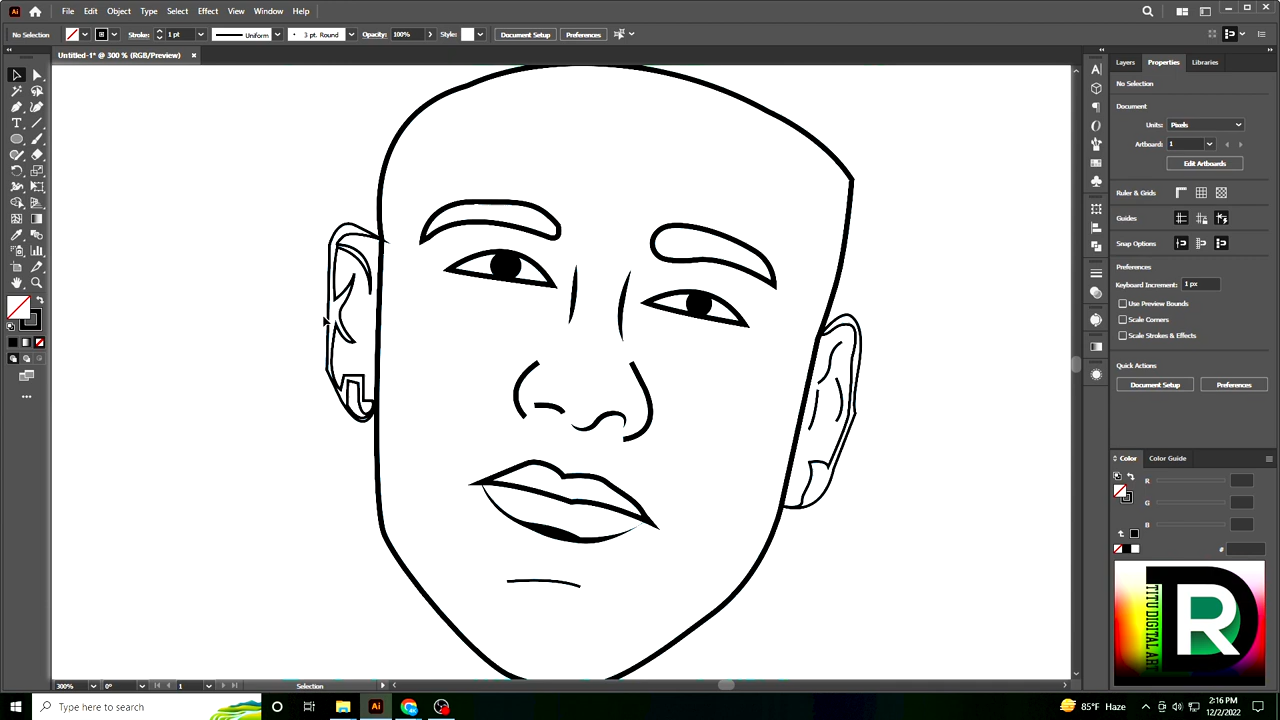 Ai File Edit Object Type Select Effect View Window Help
No Selection Stroke: 1 pt Uniform 3 pt. Round Opacity: 100% Style: Document Setup Preferences
Untitled-1* @ 300 % (RGB/Preview) ×
Layers Properties Libraries
No Selection
Document
Units: Pixels
Artboard: 1
Edit Artboards
Ruler & Grids
Guides
Snap Options
Preferences
Keyboard Increment: 1 px
Use Preview Bounds
Scale Corners
Scale Strokes & Effects
Quick Actions
Document Setup Preferences
Color Color Guide
R
G
B
#
TITU DIGITAL ART
R
300% 0° 1 Selection
Type here to search
Ai
85°F Haze
2:16 PM
12/2/2022